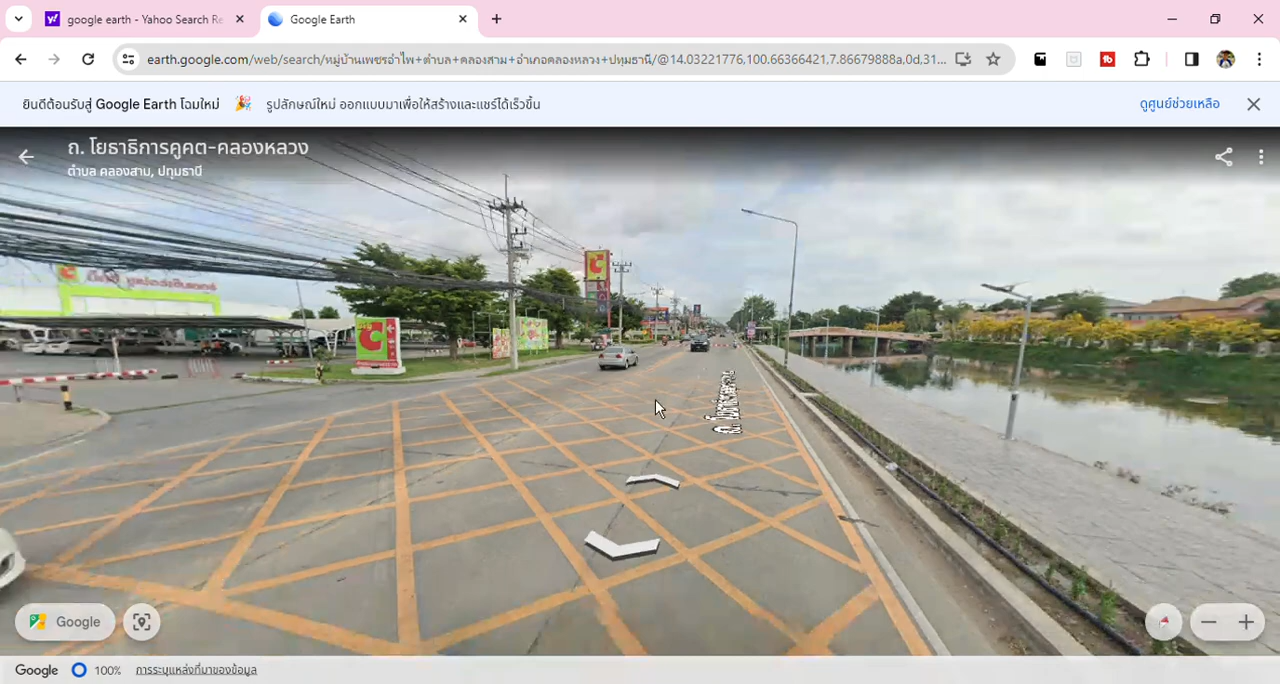 google earth - Yahoo Search Re
Google Earth
earth.google.com/web/search/หมู่บ้านเพชรอำไพ+ตำบล+คลองสาม+อำเภอคลองหลวง+ปทุมธานี/@14.03221776,100.66366421,7.86679888a,0d,31...
ยินดีต้อนรับสู่ Google Earth โฉมใหม่ 🎉 รูปลักษณ์ใหม่ ออกแบบมาเพื่อให้สร้างและแชร์ได้เร็วขึ้น
ดูศูนย์ช่วยเหลือ
ถ. โยธาธิการคูคต-คลองหลวง
ตำบล คลองสาม, ปทุมธานี
Google
Google 100% การระบุแหล่งที่มาของข้อมูล